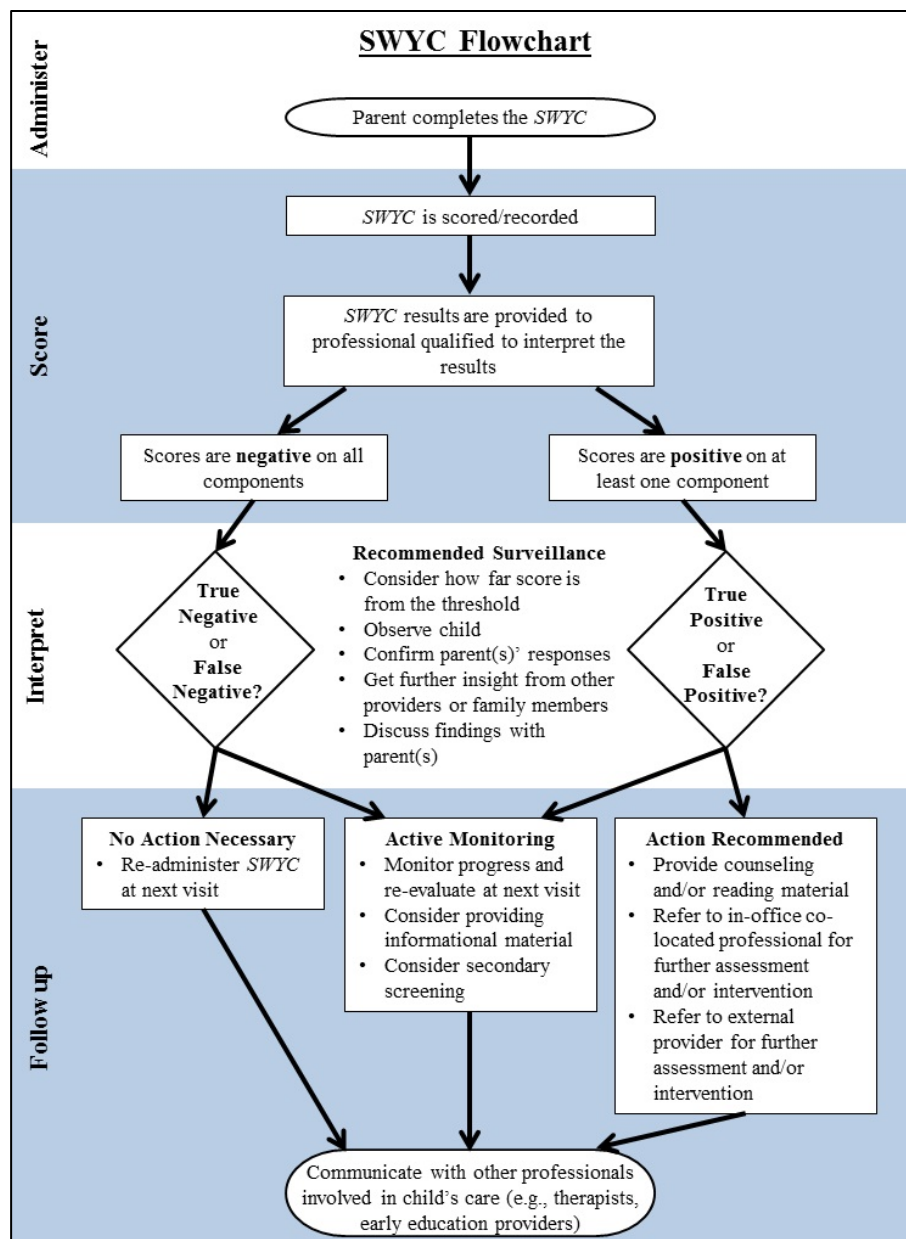 SWYC Flowchart
Administer
Parent completes the SWYC
Score
SWYC is scored/recorded
SWYC results are provided to
professional qualified to interpret the
results
Scores are negative on all
components
Scores are positive on at
least one component
Interpret
True
Negative
or
False
Negative?
Recommended Surveillance
• Consider how far score is
from the threshold
• Observe child
• Confirm parent(s)’ responses
• Get further insight from other
providers or family members
• Discuss findings with
parent(s)
True
Positive
or
False
Positive?
Follow up
No Action Necessary
• Re-administer SWYC
at next visit
Active Monitoring
• Monitor progress and
re-evaluate at next visit
• Consider providing
informational material
• Consider secondary
screening
Action Recommended
• Provide counseling
and/or reading material
• Refer to in-office co-
located professional for
further assessment
and/or intervention
• Refer to external
provider for further
assessment and/or
intervention
Communicate with other professionals
involved in child’s care (e.g., therapists,
early education providers)